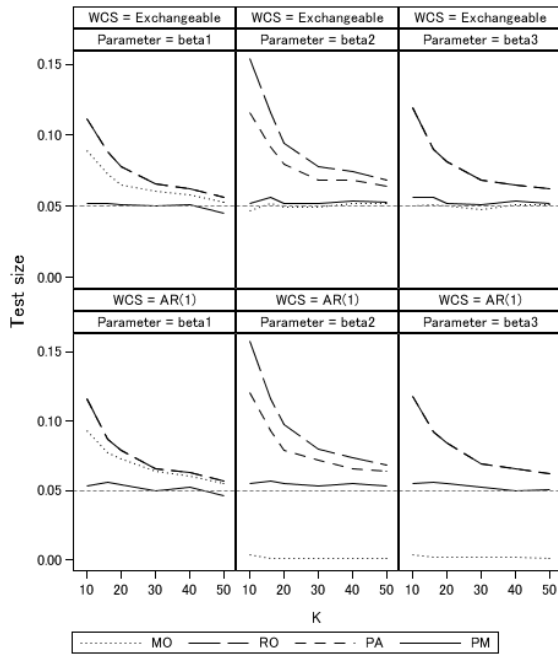 WCS = Exchangeable
WCS = Exchangeable
WCS = Exchangeable
Parameter = beta1
Parameter = beta2
Parameter = beta3
0.15
0.10
0.05
0.00
Test size
WCS = AR(1)
WCS = AR(1)
WCS = AR(1)
Parameter = beta1
Parameter = beta2
Parameter = beta3
0.15
0.10
0.05
0.00
10 20 30 40 50
10 20 30 40 50
10 20 30 40 50
K
MO RO PA PM